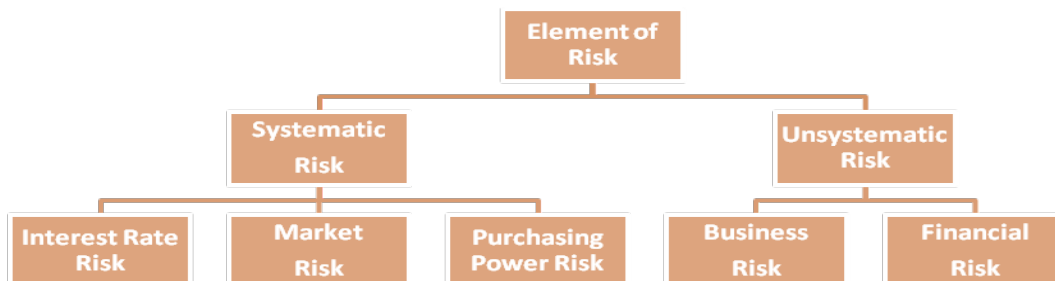 Element of
Risk
Systematic
Risk
Unsystematic
Risk
Interest Rate
Risk
Market
Risk
Purchasing
Power Risk
Business
Risk
Financial
Risk